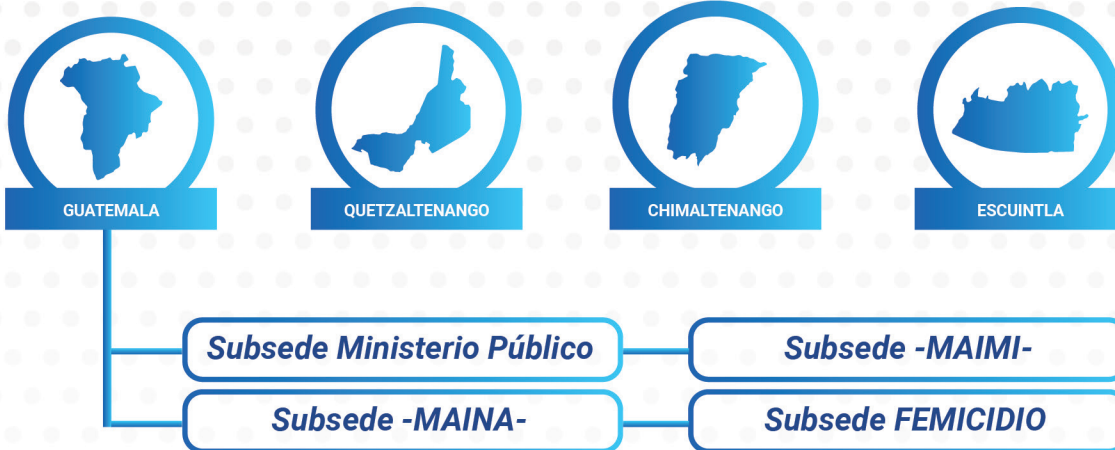 GUATEMALA
QUETZALTENANGO
CHIMALTENANGO
ESCUINTLA
Subsede Ministerio Público
Subsede -MAIMI-
Subsede -MAINA-
Subsede FEMICIDIO